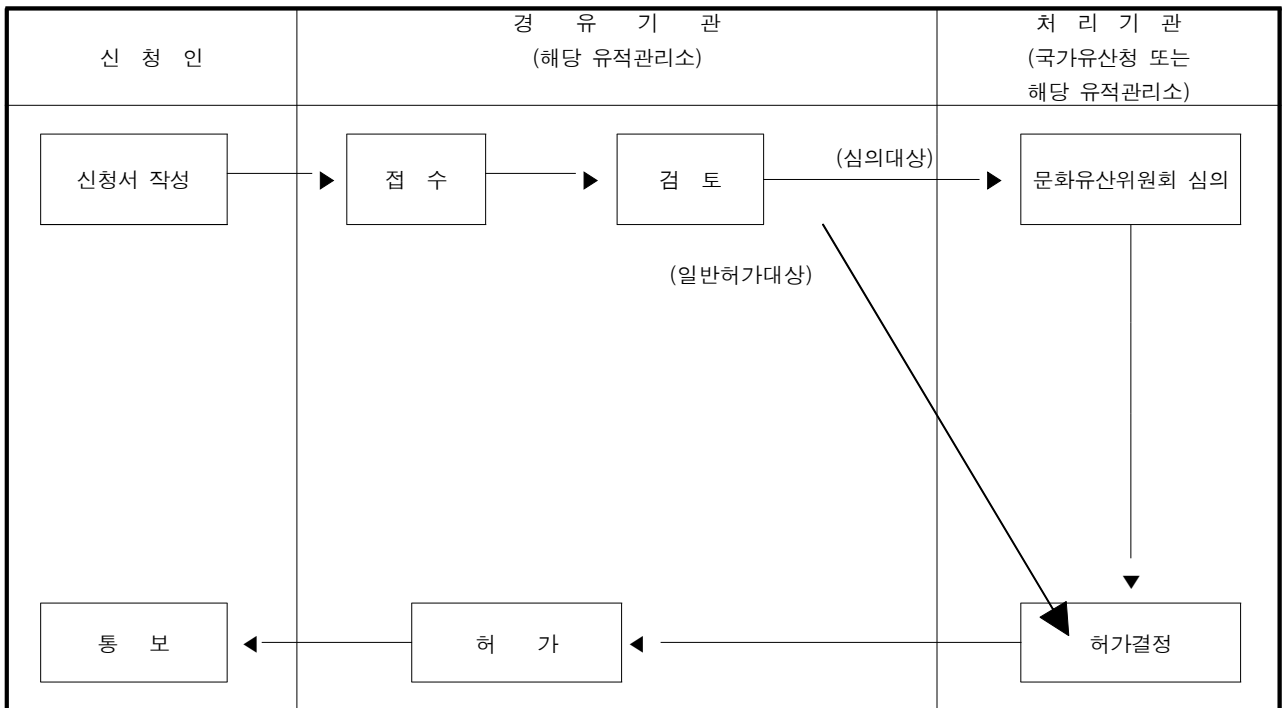 신 청 인
경 유 기 관
(해당 유적관리소)
처 리 기 관
(국가유산청 또는
해당 유적관리소)
신청서 작성
접 수
검 토
(심의대상)
문화유산위원회 심의
(일반허가대상)
통 보
허 가
허가결정